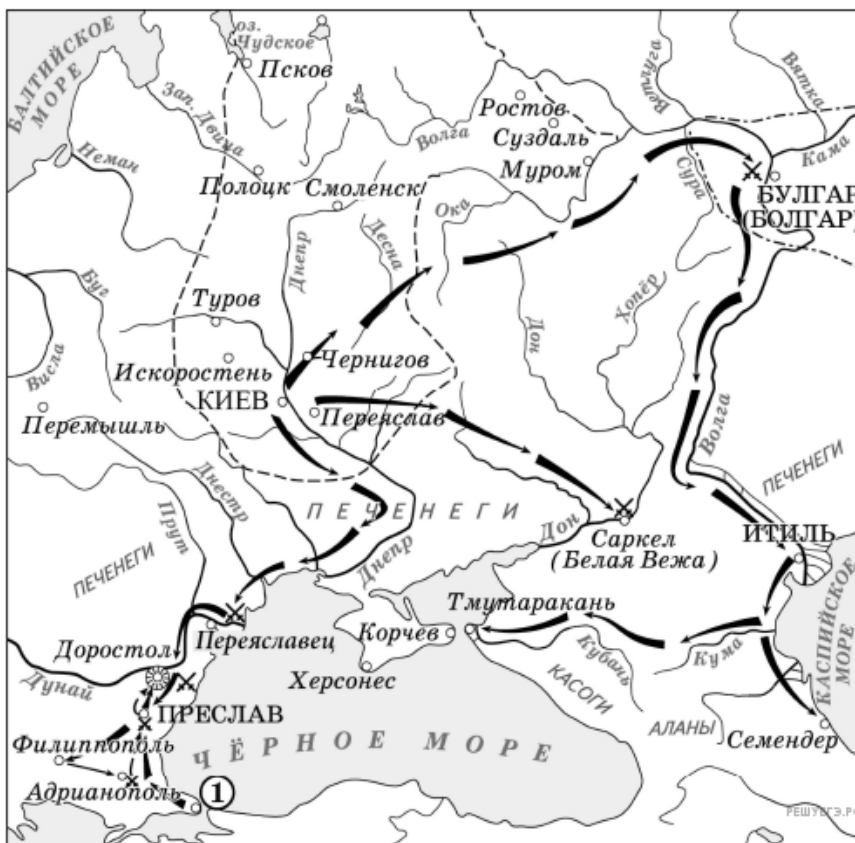 БАЛТИЙСКОЕ
МОРЕ
оз.
Чудское
Псков
Зап. Двина
Неман
Полоцк
Смоленск
Волга
Ростов
Суздаль
Муром
Ветлуга
Вятка
Кама
Сура
БУЛГАР
(БОЛГАР)
Ока
Днепр
Десна
Буг
Туров
Висла
Искоростень
Чернигов
КИЕВ
Переяслав
Перемышль
Дон
Хопёр
Волга
Днестр
Прут
ПЕЧЕНЕГИ
ПЕЧЕНЕГИ
ПЕЧЕНЕГИ
Днепр
Дон
Саркел
(Белая Вежа)
ИТИЛЬ
Переяславец
Доростол
Дунай
Корчев
Тмутаракань
Херсонес
Кубань
Кума
КАСОГИ
АЛАНЫ
КАСПИЙСКОЕ
МОРЕ
Семендер
ПРЕСЛАВ
Филиппополь
Адрианополь
ЧЁРНОЕ МОРЕ
1
РЕШУЕГЭ.РФ